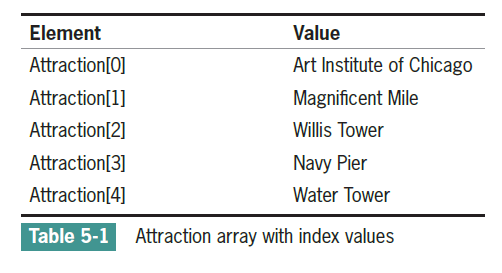 Element Value
Attraction[0] Art Institute of Chicago
Attraction[1] Magnificent Mile
Attraction[2] Willis Tower
Attraction[3] Navy Pier
Attraction[4] Water Tower
Table 5-1 Attraction array with index values